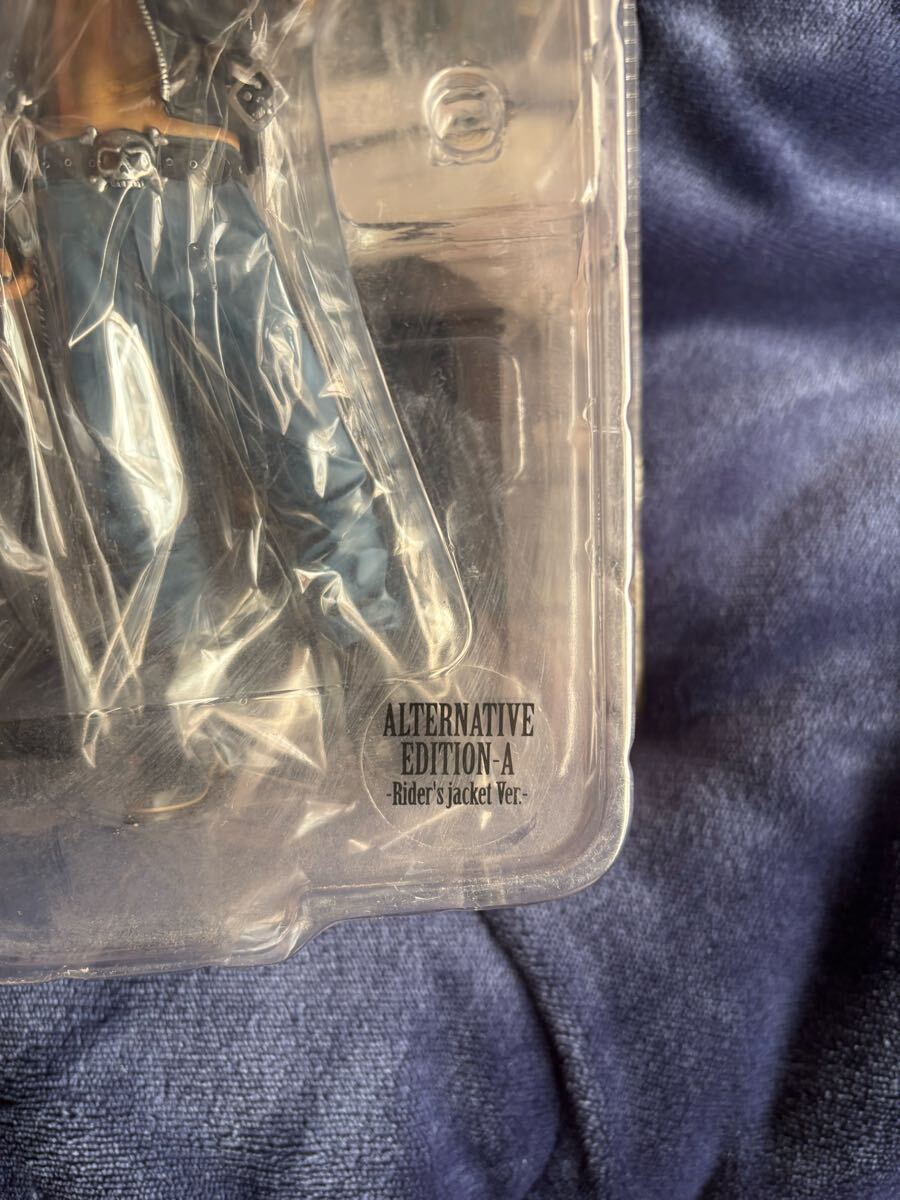 ALTERNATIVE
EDITION-A
-Rider's jacket Ver.-